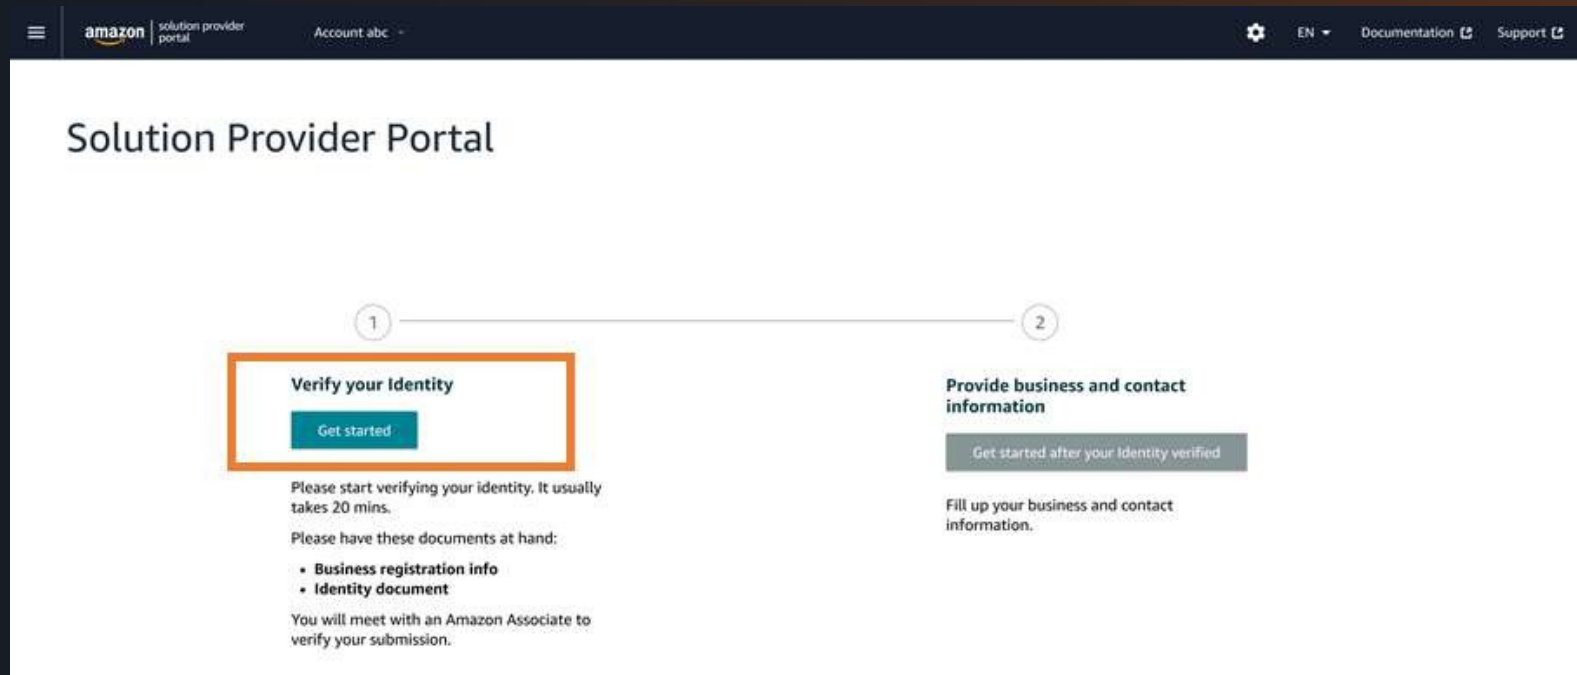 amazon solution provider portal Account abc EN Documentation Support
Solution Provider Portal
1
2
Verify your Identity
Get started
Please start verifying your identity. It usually
takes 20 mins.
Please have these documents at hand:
• Business registration info
• Identity document
You will meet with an Amazon Associate to
verify your submission.
Provide business and contact
information
Get started after your Identity verified
Fill up your business and contact
information.